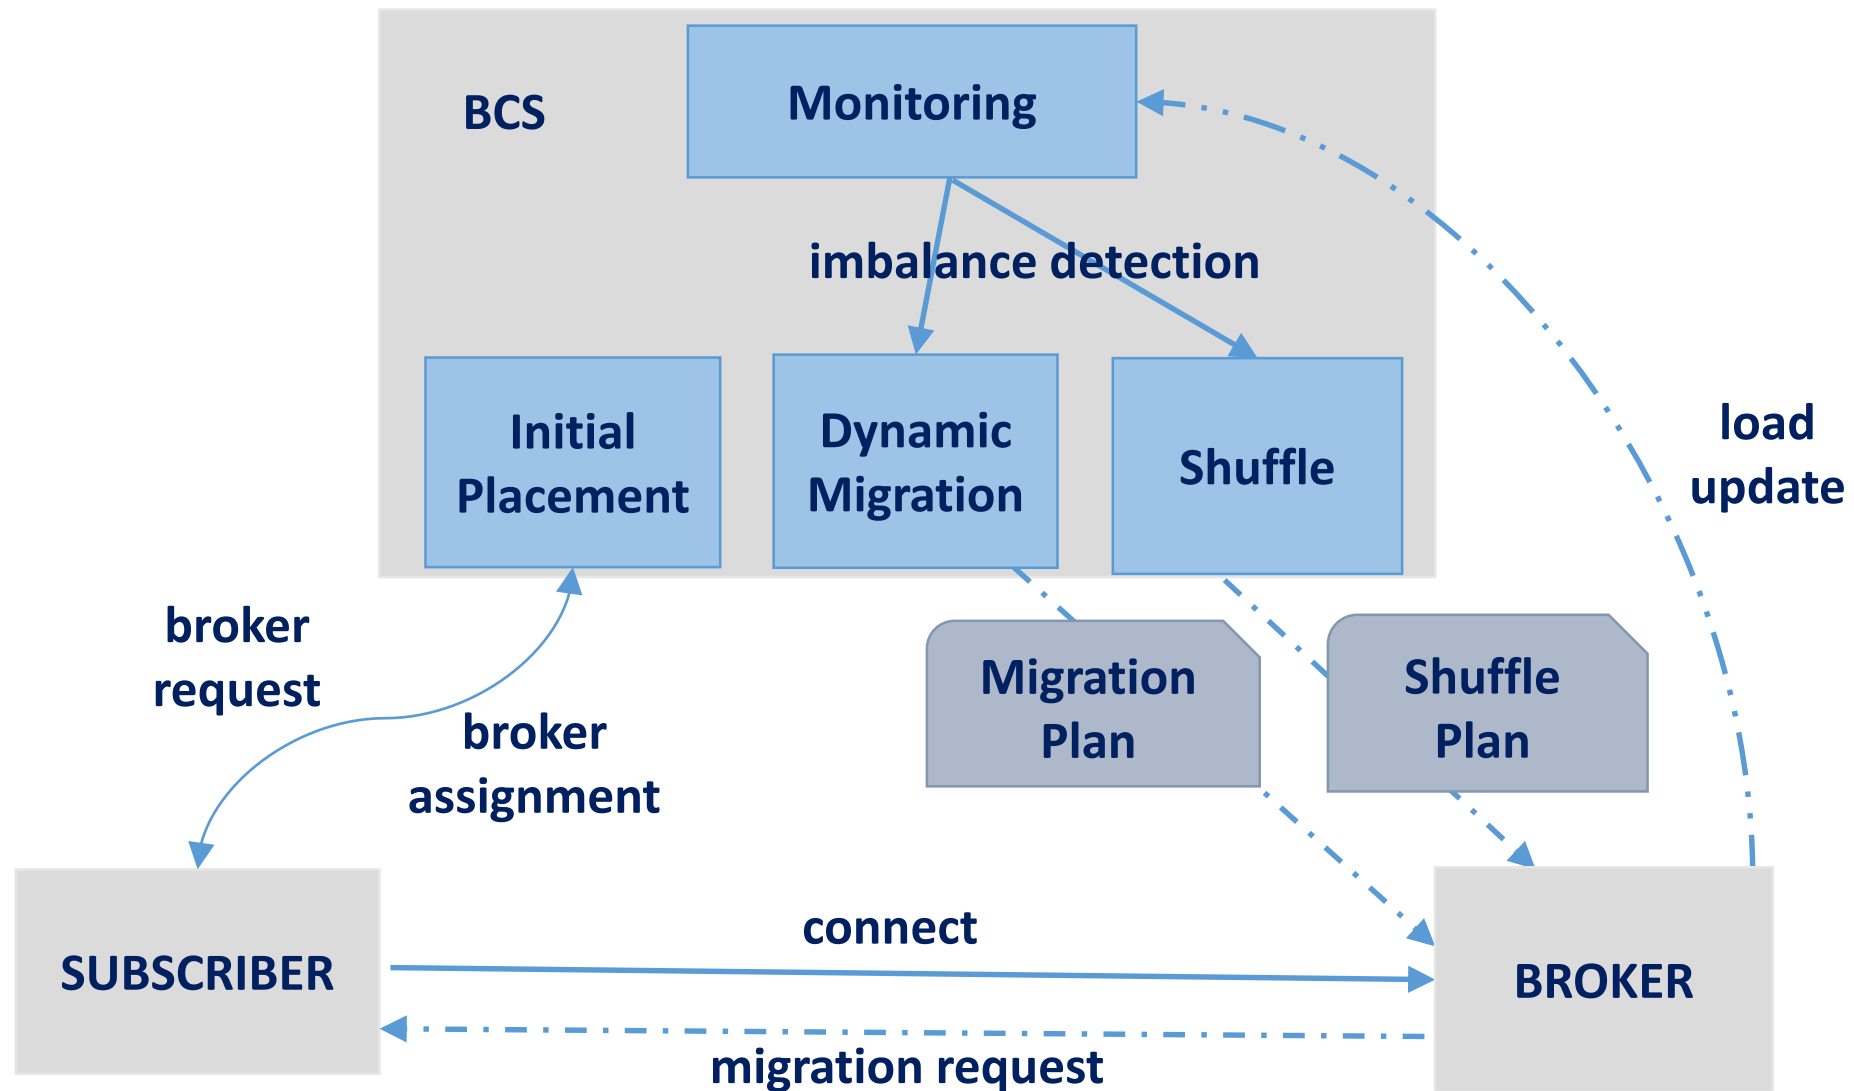 BCS
Monitoring
imbalance detection
Initial
Placement
Dynamic
Migration
Shuffle
load
update
broker
request
broker
assignment
Migration
Plan
Shuffle
Plan
SUBSCRIBER
connect
BROKER
migration request